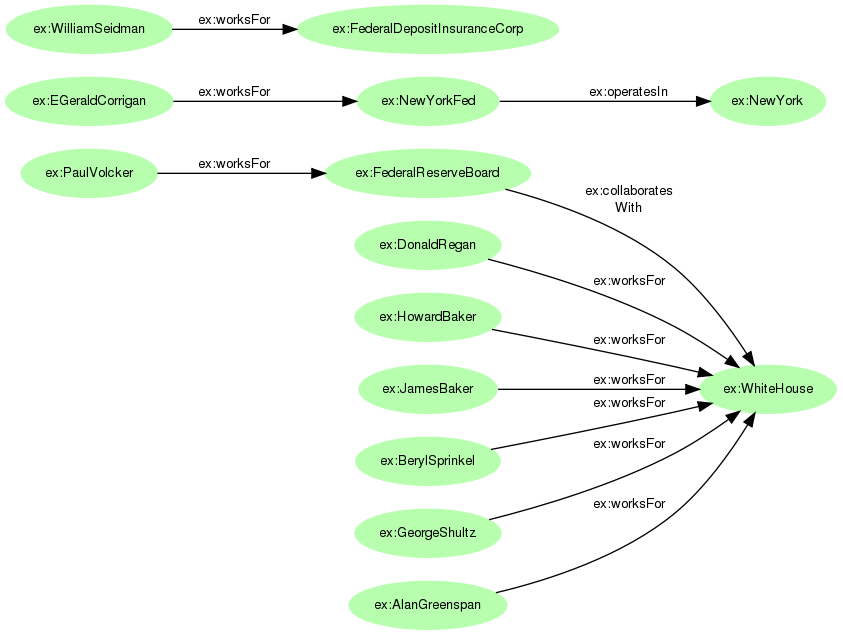 ex:WilliamSeidman
ex:worksFor
ex:FederalDepositInsuranceCorp
ex:EGeraldCorrigan
ex:worksFor
ex:NewYorkFed
ex:operatesIn
ex:NewYork
ex:PaulVolcker
ex:worksFor
ex:FederalReserveBoard
ex:collaborates
With
ex:DonaldRegan
ex:worksFor
ex:HowardBaker
ex:worksFor
ex:JamesBaker
ex:worksFor
ex:WhiteHouse
ex:worksFor
ex:BerylSprinkel
ex:worksFor
ex:GeorgeShultz
ex:worksFor
ex:AlanGreenspan